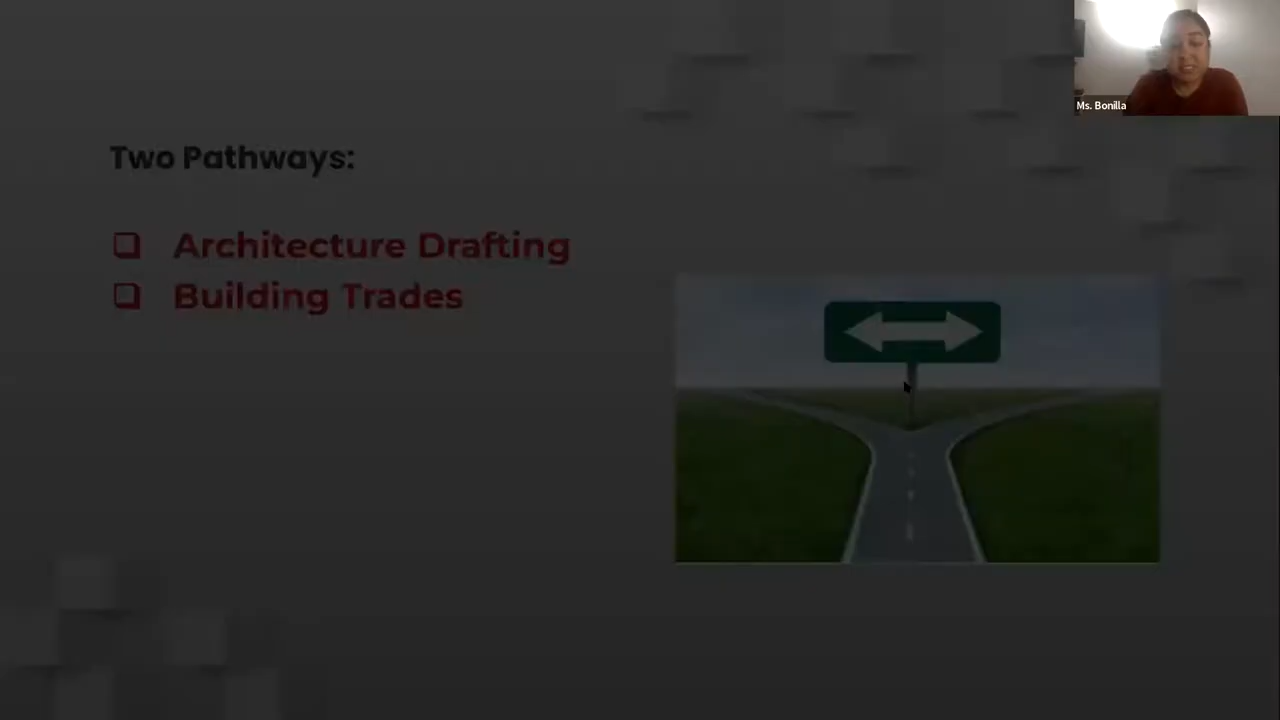 Ms. Bonilla
Two Pathways:
Architecture Drafting
Building Trades